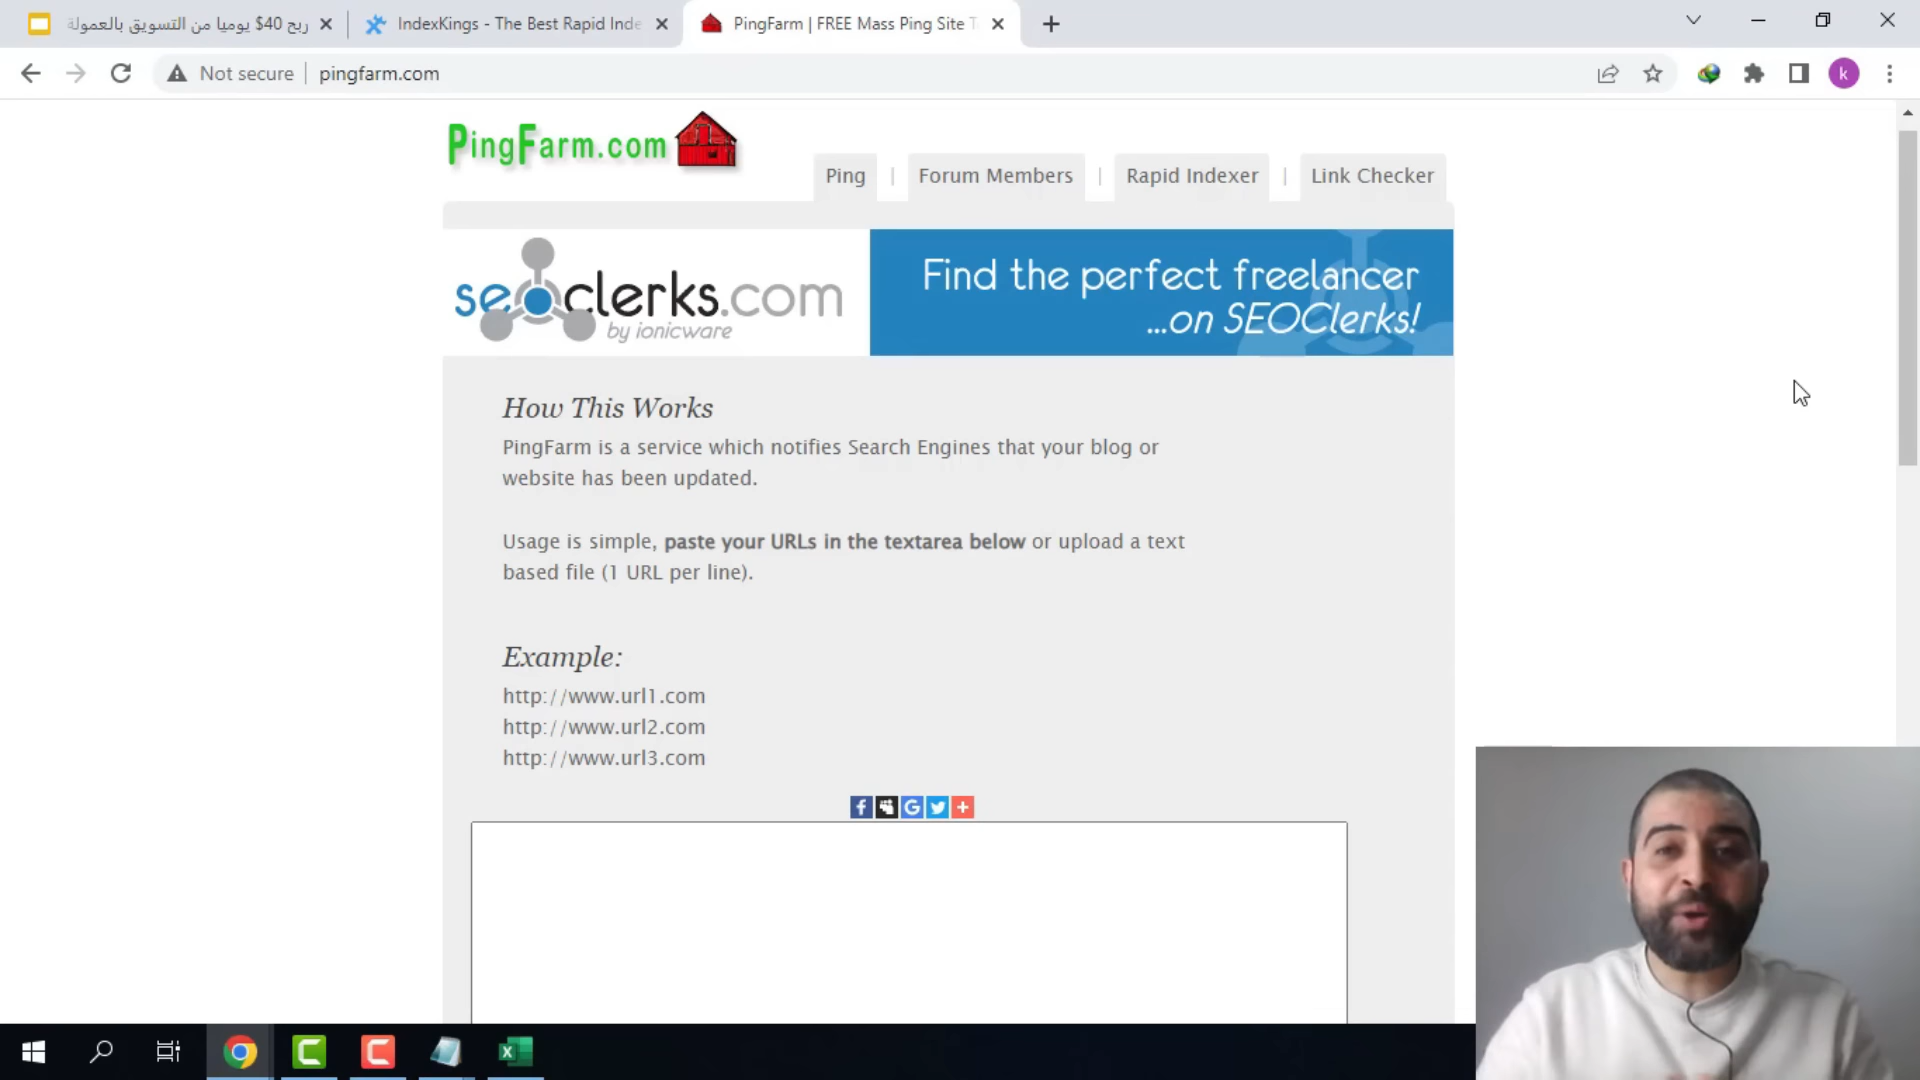 ربح 40$ يوميا من التسويق بالعمولة
IndexKings - The Best Rapid Inde
PingFarm | FREE Mass Ping Site T
Not secure
pingfarm.com
k
PingFarm.com
Ping | Forum Members | Rapid Indexer | Link Checker
seoclerks.com
by ionicware
Find the perfect freelancer
...on SEOClerks!
How This Works
PingFarm is a service which notifies Search Engines that your blog or
website has been updated.
Usage is simple, paste your URLs in the textarea below or upload a text
based file (1 URL per line).
Example:
http://www.url1.com
http://www.url2.com
http://www.url3.com